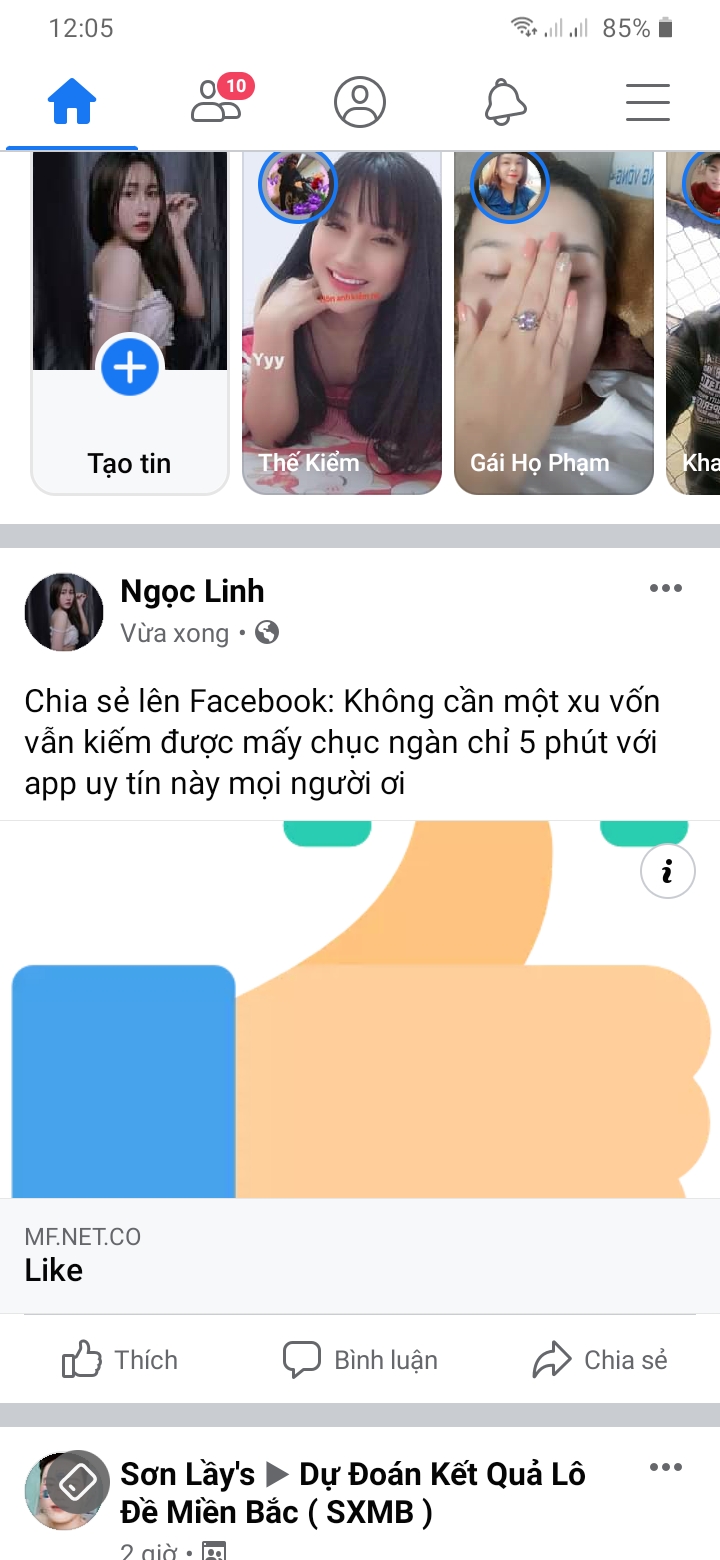 12:05
85%
10
Yyy
Tạo tin
Thế Kiểm
Gái Họ Phạm
Kha
Ngọc Linh
Vừa xong
Chia sẻ lên Facebook: Không cần một xu vốn
vẫn kiếm được mấy chục ngàn chỉ 5 phút với
app uy tín này mọi người ơi
MF.NET.CO
Like
Thích
Bình luận
Chia sẻ
Sơn Lầy's ▶ Dự Đoán Kết Quả Lô
Đề Miền Bắc ( SXMB )
2 giờ